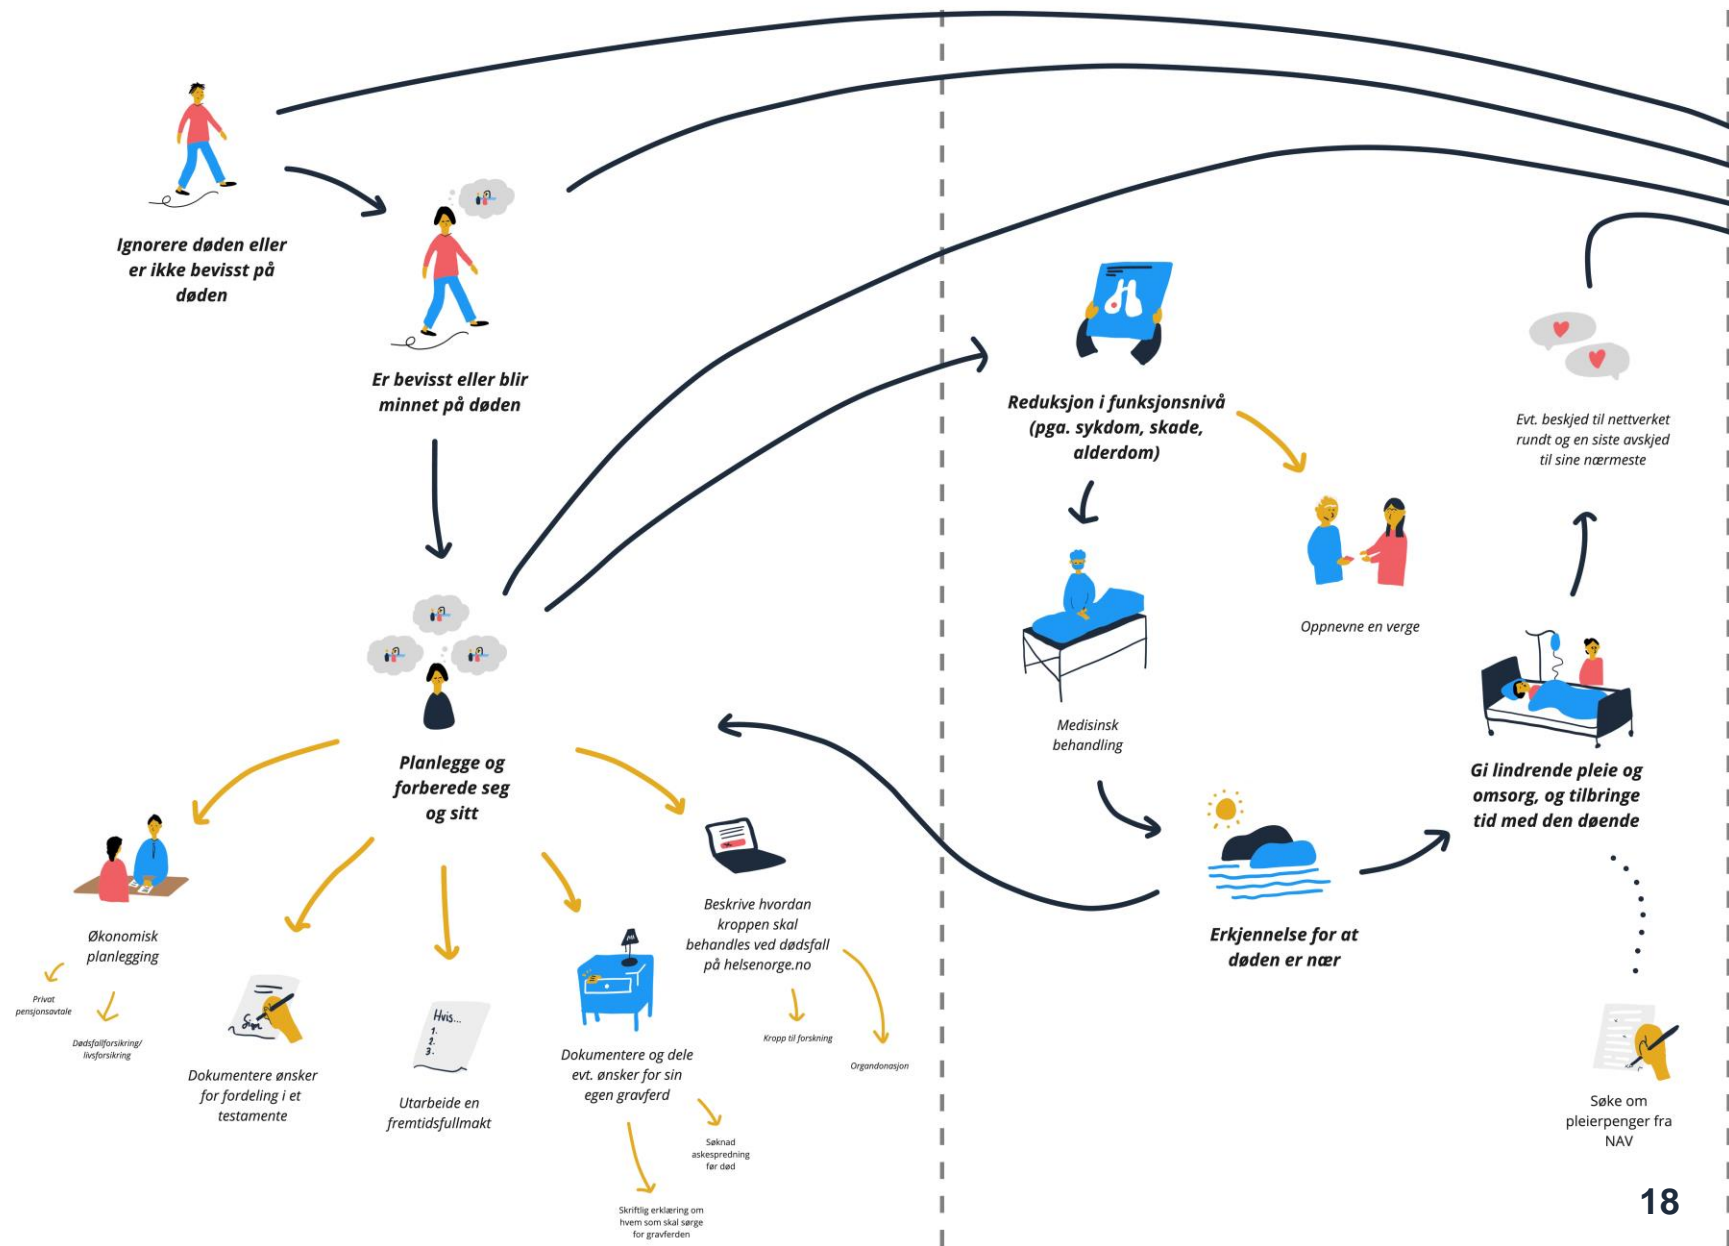 Ignorere døden eller
er ikke bevisst på
døden
Er bevisst eller blir
minnet på døden
Planlegge og
forberede seg
og sitt
Økonomisk
planlegging
Privat
pensjonsavtale
Dødsfallforsikring/
livsforsikring
Dokumentere ønsker
for fordeling i et
testamente
Hvis...
1.
2.
3.
Utarbeide en
fremtidsfullmakt
Dokumentere og dele
evt. ønsker for sin
egen gravferd
Søknad
askespredning
før død
Skriftlig erklæring om
hvem som skal sørge
for gravferden
Beskrive hvordan
kroppen skal
behandles ved dødsfall
på helsenorge.no
Kropp til forskning
Organdonasjon
Reduksjon i funksjonsnivå
(pga. sykdom, skade,
alderdom)
Oppnevne en verge
Medisinsk
behandling
Erkjennelse for at
døden er nær
Gi lindrende pleie og
omsorg, og tilbringe
tid med den døende
Evt. beskjed til nettverket
rundt og en siste avskjed
til sine nærmeste
Søke om
pleierpenger fra
NAV
18